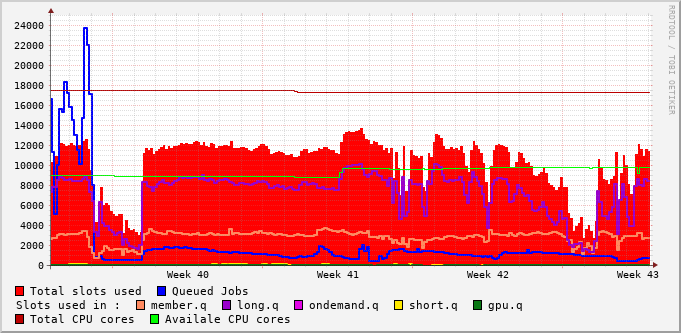 RRDTOOL / TOBI OETIKER
24000
22000
20000
18000
16000
14000
12000
10000
8000
6000
4000
2000
0
Week 40 Week 41 Week 42 Week 43
Total slots used Queued Jobs
Slots used in : member.q long.q ondemand.q short.q gpu.q
Total CPU cores Availale CPU cores